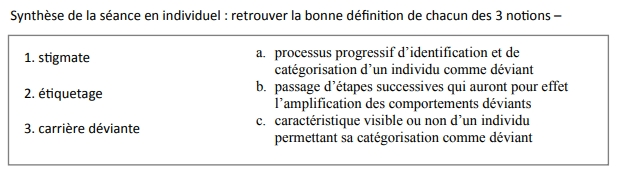 Synthèse de la séance en individuel : retrouver la bonne définition de chacun des 3 notions –
1. stigmate
2. étiquetage
3. carrière déviante
a. processus progressif d’identification et de
catégorisation d’un individu comme déviant
b. passage d’étapes successives qui auront pour effet
l’amplification des comportements déviants
c. caractéristique visible ou non d’un individu
permettant sa catégorisation comme déviant